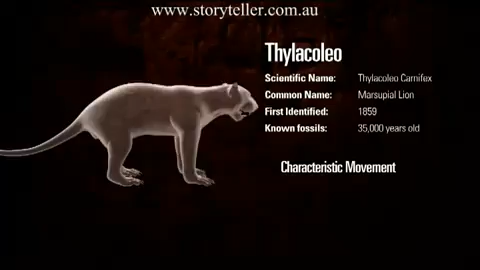 www.storyteller.com.au
Thylacoleo
Scientific Name: Thylacoleo Carnifex
Common Name: Marsupial Lion
First Identified: 1859
Known fossils: 35,000 years old
Characteristic Movement